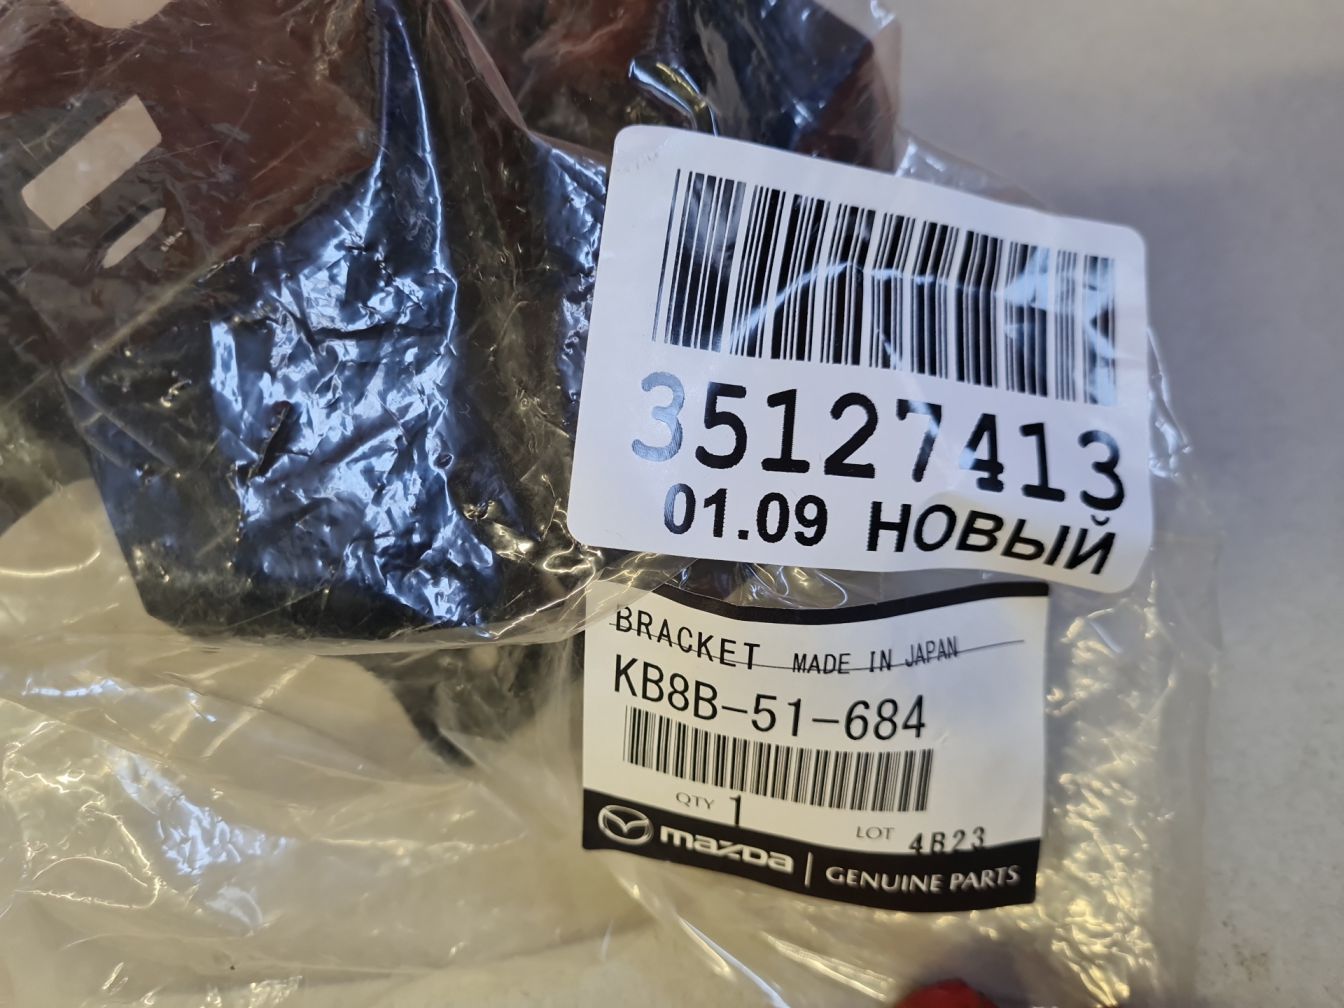 35127413
01.09 НОВЫЙ
BRACKET MADE IN JAPAN
KB8B-51-684
QTY 1
LOT 4B23
mazda | GENUINE PARTS